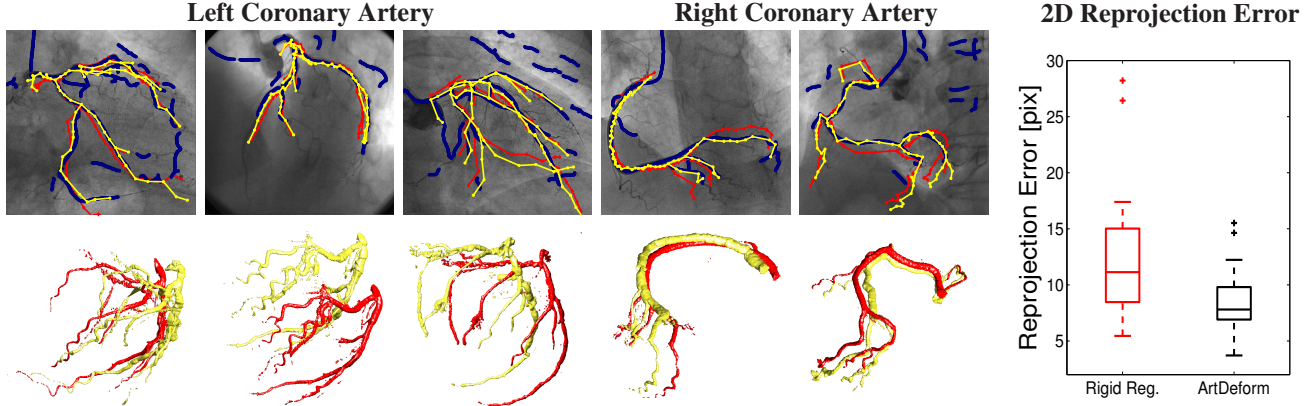 Left Coronary Artery
Right Coronary Artery
2D Reprojection Error
Reprojection Error [pix]
30
25
20
15
10
5
Rigid Reg.
ArtDeform